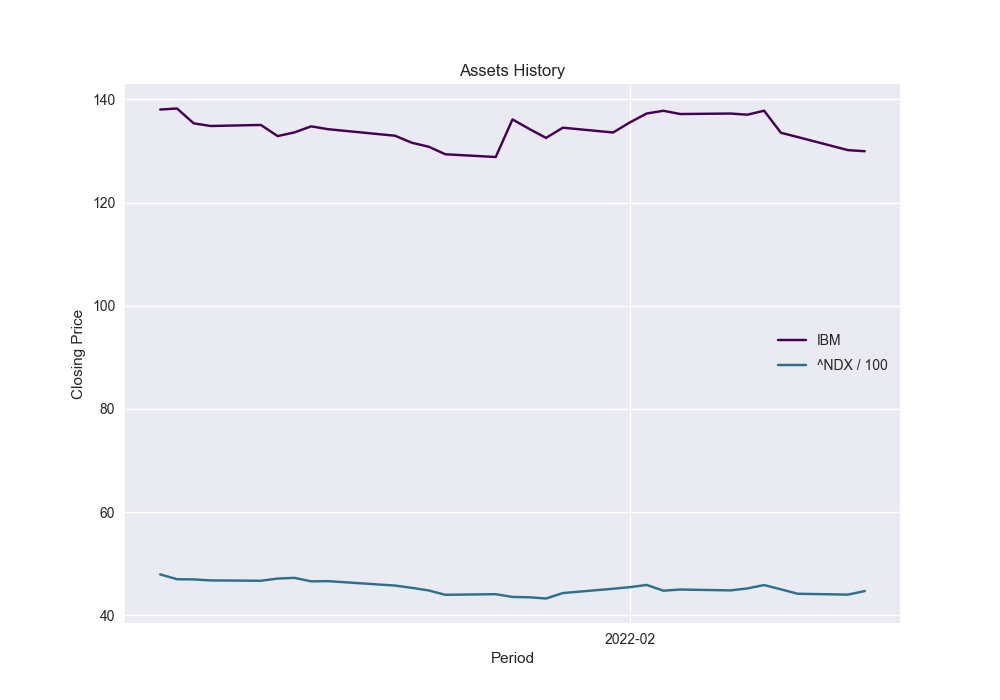 Assets History
140
120
100
80
60
40
Closing Price
IBM
^NDX / 100
2022-02
Period